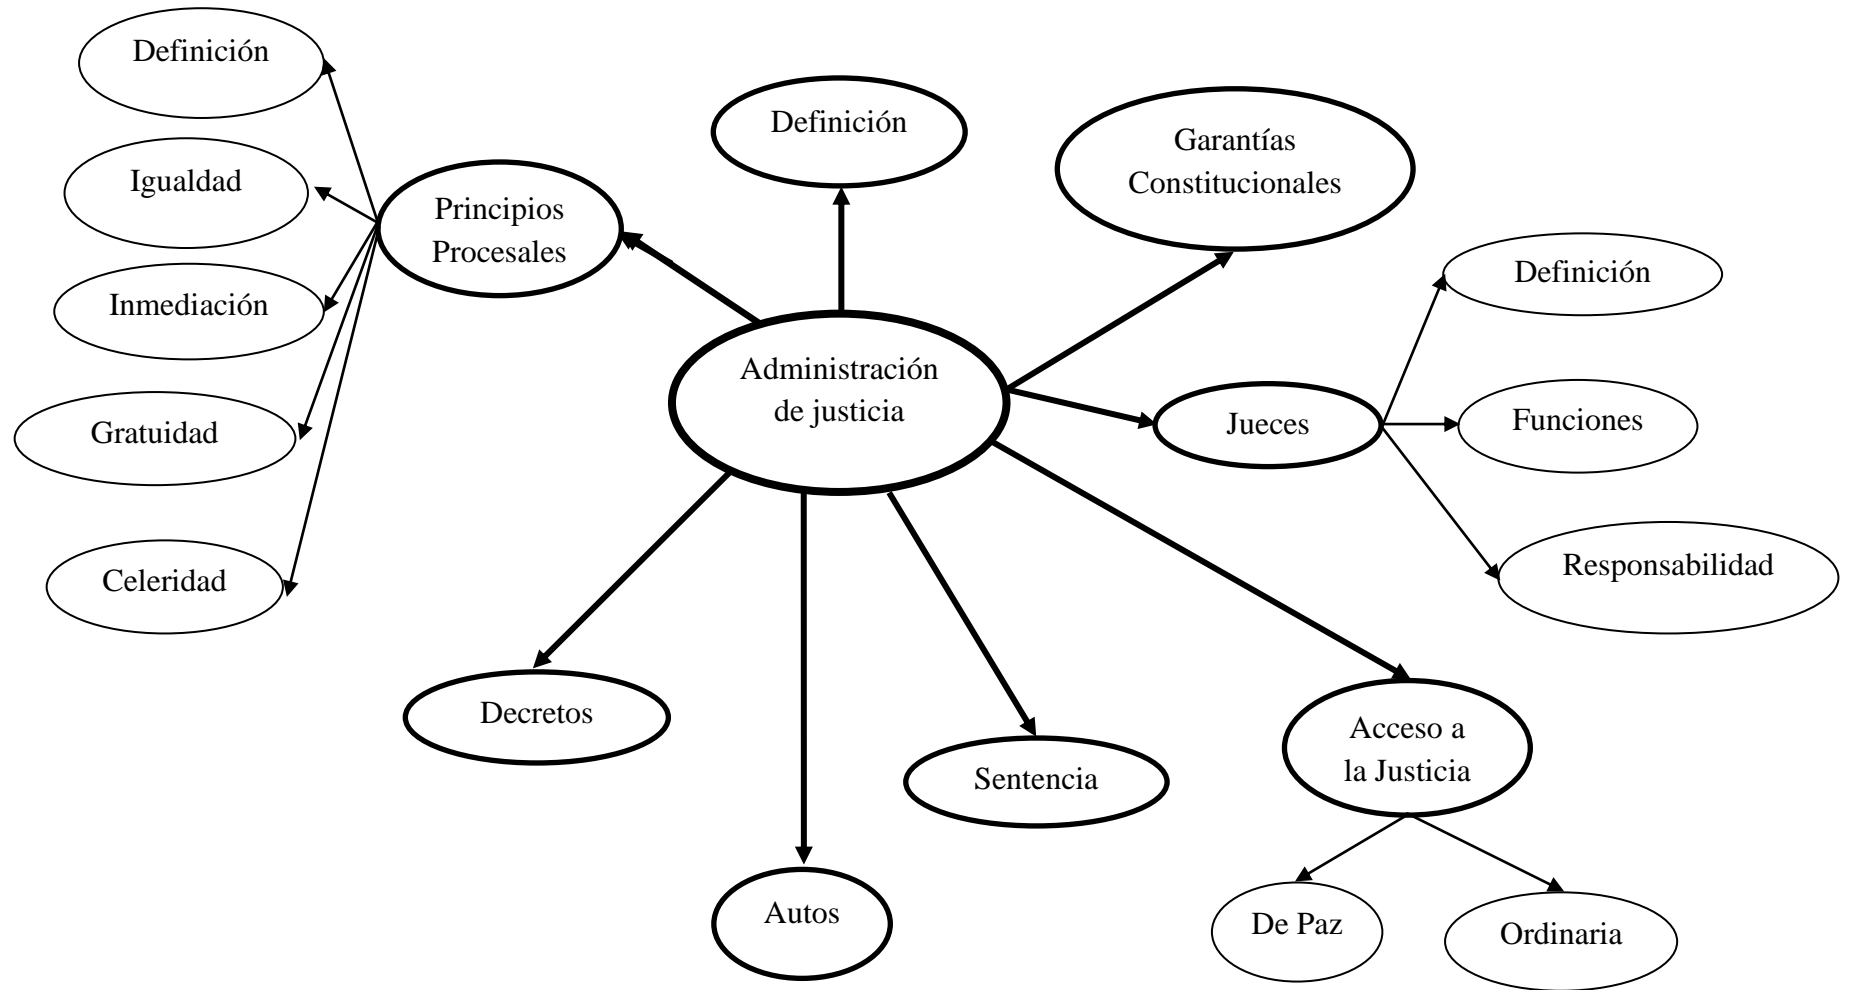 Definición
Igualdad
Inmediación
Gratuidad
Celeridad
Principios
Procesales
Definición
Garantías
Constitucionales
Administración
de justicia
Jueces
Definición
Funciones
Responsabilidad
Decretos
Autos
Sentencia
Acceso a
la Justicia
De Paz
Ordinaria